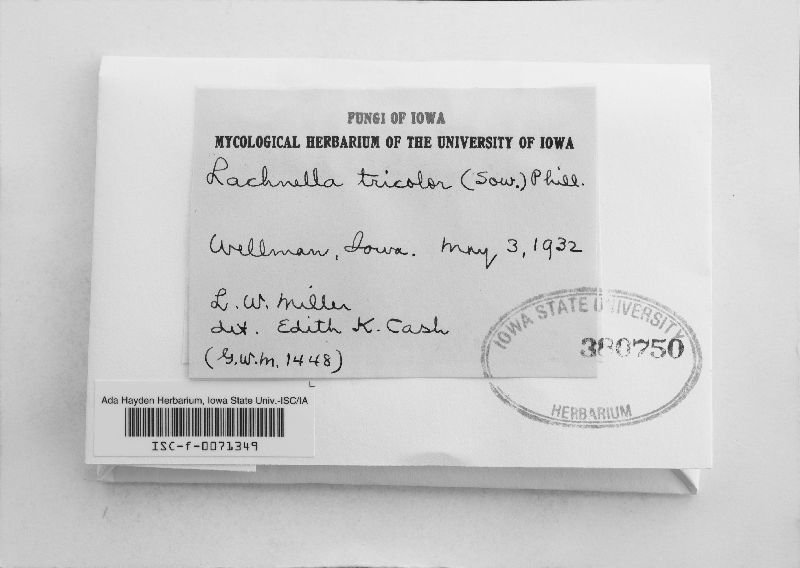 FUNGI OF IOWA
MYCOLOGICAL HERBARIUM OF THE UNIVERSITY OF IOWA
Lachnella tricolor (Sow.) Phill.
Wellman, Iowa. May 3, 1932
L. W. Miller
det. Edith K. Cash
(G.W.M. 1448)
IOWA STATE UNIVERSITY
380750
HERBARIUM
Ada Hayden Herbarium, Iowa State Univ.-ISC/IA
ISC-f-0071349